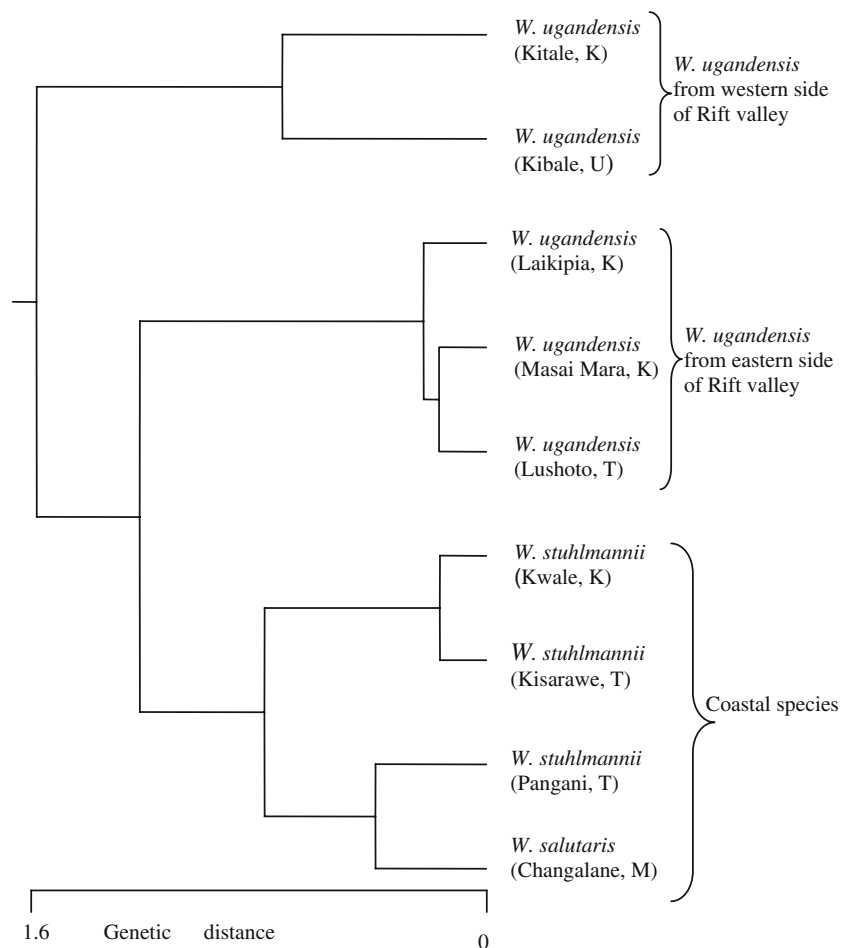 W. ugandensis
(Kitale, K)
W. ugandensis
(Kibale, U)
W. ugandensis
from western side
of Rift valley
W. ugandensis
(Laikipia, K)
W. ugandensis
(Masai Mara, K)
W. ugandensis
(Lushoto, T)
W. ugandensis
from eastern side
of Rift valley
W. stuhlmannii
(Kwale, K)
W. stuhlmannii
(Kisarawe, T)
W. stuhlmannii
(Pangani, T)
W. salutaris
(Changalane, M)
Coastal species
1.6 Genetic distance 0